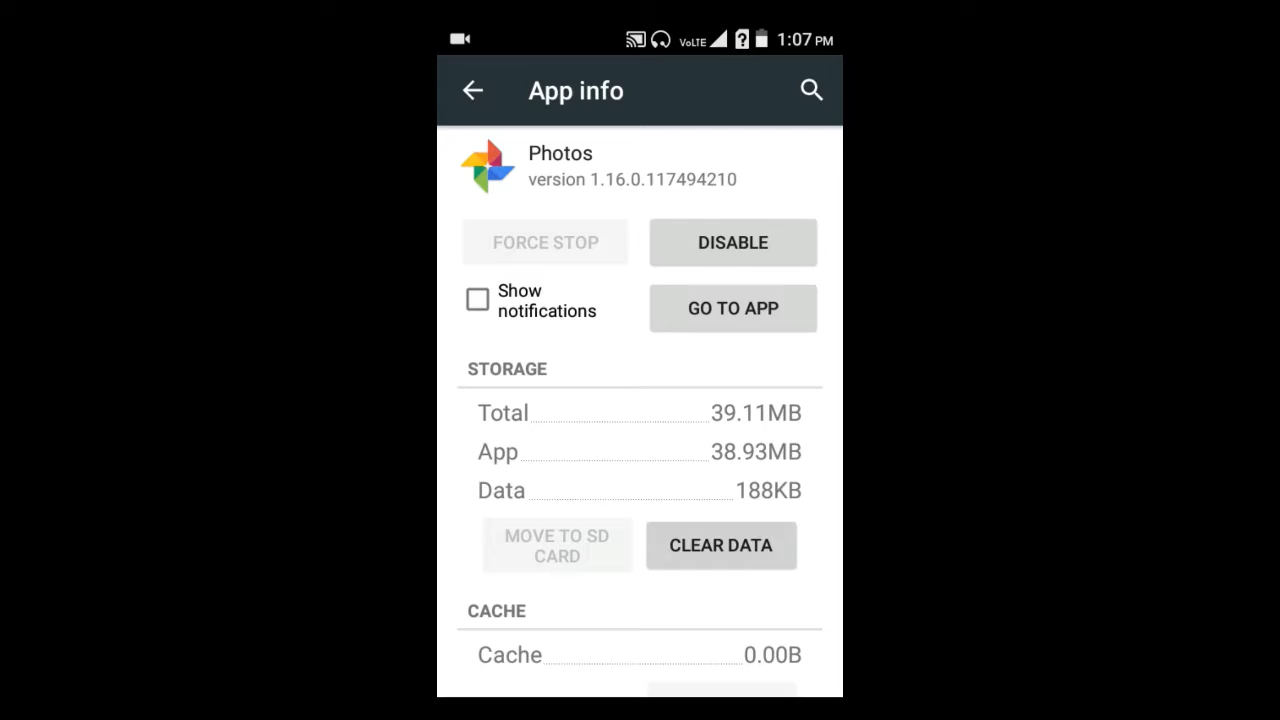 VoLTE ? 1:07 PM
App info
Photos
version 1.16.0.117494210
FORCE STOP
DISABLE
Show
notifications
GO TO APP
STORAGE
Total 39.11MB
App 38.93MB
Data 188KB
MOVE TO SD
CARD
CLEAR DATA
CACHE
Cache 0.00B